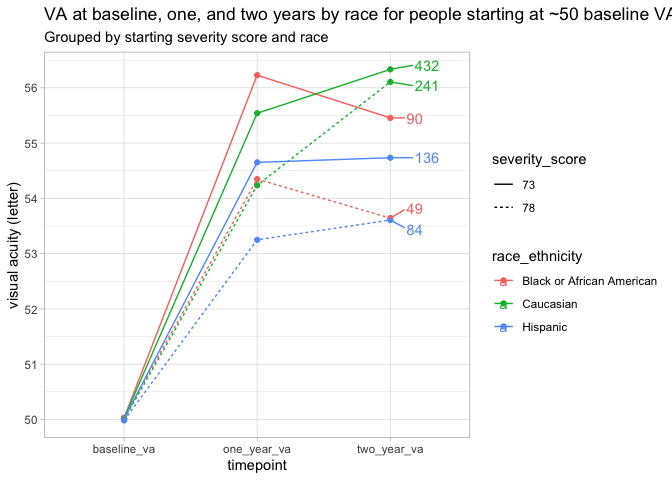 VA at baseline, one, and two years by race for people starting at ~50 baseline VA
Grouped by starting severity score and race
56
55
54
53
52
51
50
visual acuity (letter)
432
241
90
136
49
84
baseline_va
one_year_va
two_year_va
timepoint
severity_score
73
78
race_ethnicity
a Black or African American
a Caucasian
a Hispanic